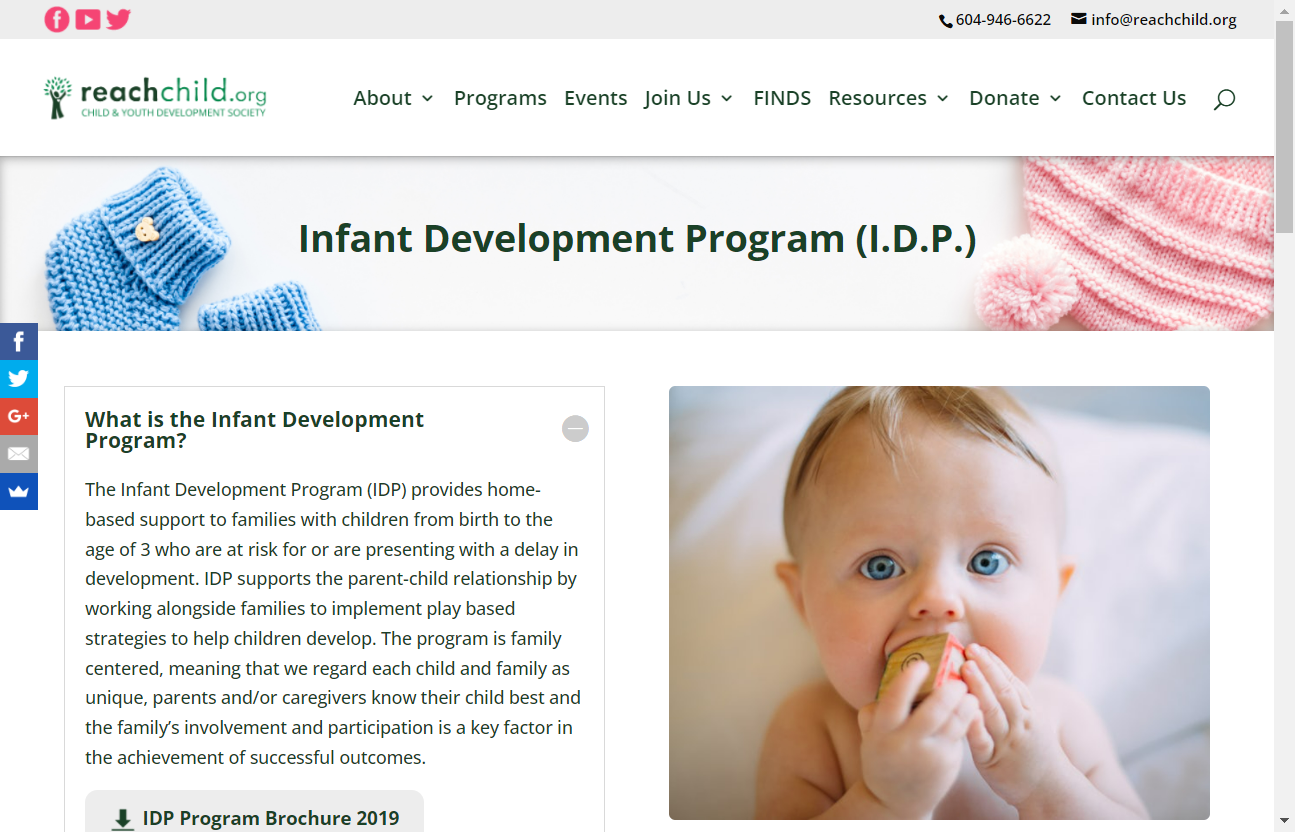 604-946-6622 info@reachchild.org
reachchild.org
CHILD & YOUTH DEVELOPMENT SOCIETY
About Programs Events Join Us FINDS Resources Donate Contact Us
Infant Development Program (I.D.P.)
What is the Infant Development
Program?
The Infant Development Program (IDP) provides home-
based support to families with children from birth to the
age of 3 who are at risk for or are presenting with a delay in
development. IDP supports the parent-child relationship by
working alongside families to implement play based
strategies to help children develop. The program is family
centered, meaning that we regard each child and family as
unique, parents and/or caregivers know their child best and
the family’s involvement and participation is a key factor in
the achievement of successful outcomes.
IDP Program Brochure 2019